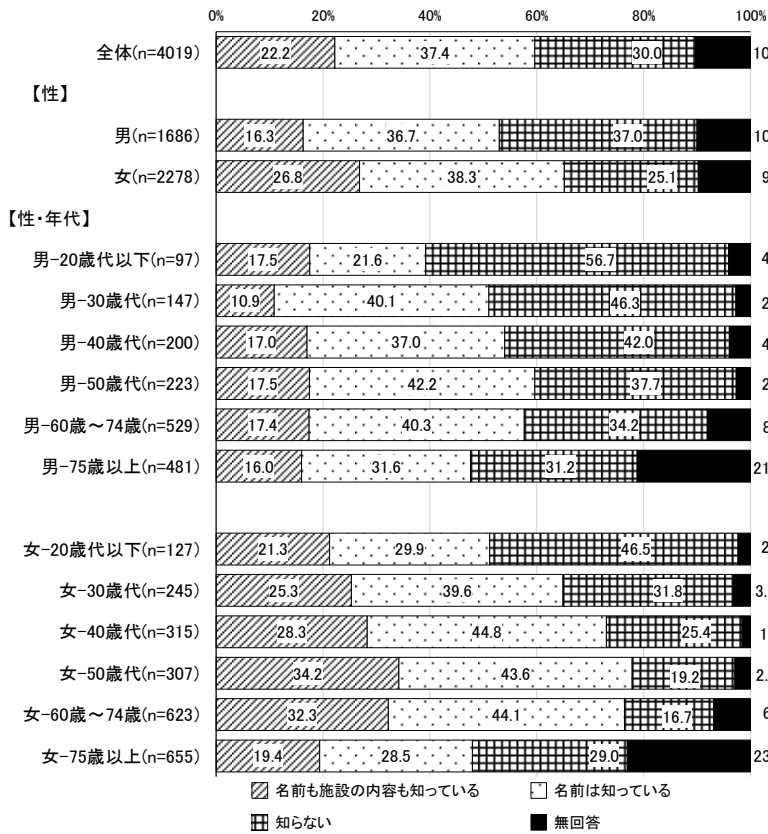 0% 20% 40% 60% 80% 100%
全体(n=4019) 22.2 37.4 30.0 10
【性】
男(n=1686) 16.3 36.7 37.0 10
女(n=2278) 26.8 38.3 25.1 9
【性・年代】
男-20歳代以下(n=97) 17.5 21.6 56.7 4
男-30歳代(n=147) 10.9 40.1 46.3 2
男-40歳代(n=200) 17.0 37.0 42.0 4
男-50歳代(n=223) 17.5 42.2 37.7 2
男-60歳～74歳(n=529) 17.4 40.3 34.2 8
男-75歳以上(n=481) 16.0 31.6 31.2 21
女-20歳代以下(n=127) 21.3 29.9 46.5 2
女-30歳代(n=245) 25.3 39.6 31.8 3.
女-40歳代(n=315) 28.3 44.8 25.4 1
女-50歳代(n=307) 34.2 43.6 19.2 2.
女-60歳～74歳(n=623) 32.3 44.1 16.7 6
女-75歳以上(n=655) 19.4 28.5 29.0 23
名前も施設の内容も知っている 名前は知っている
知らない 無回答